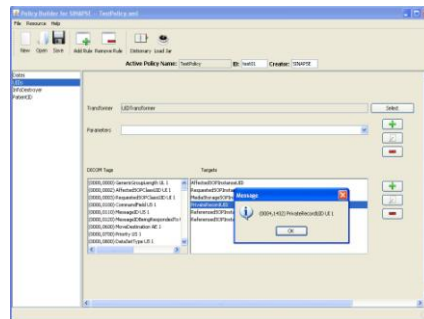 Policy Builder for SINAPSE - TestPolicy.xml
File Resource Help
New Open Save Add Rule Remove Rule Dictionary Load Jar
Active Policy Name: TestPolicy ID: test01 Creator: SINAPSE
Dates
UIDs
InfoDestroyer
PatientID
Transformer UIDTransformer Select
Parameters
DICOM Tags Targets
(0000,0000) GenericGroupLength UL 1
(0000,0002) AffectedSOPClassUID UI 1
(0000,0003) RequestedSOPClassUID UI 1
(0000,0100) CommandField US 1
(0000,0110) MessageID US 1
(0000,0120) MessageIDBeingRespondedTo
(0000,0600) MoveDestination AE 1
(0000,0700) Priority US 1
(0000,0800) DataSetType US 1
AffectedSOPInstanceUID
RequestedSOPInsta
MediaStorageSOPInsta
PrivateRecordUID
ReferencedSOPInsta
ReferencedSOPInsta
Message
(0004,1432) PrivateRecordUID UI 1
OK